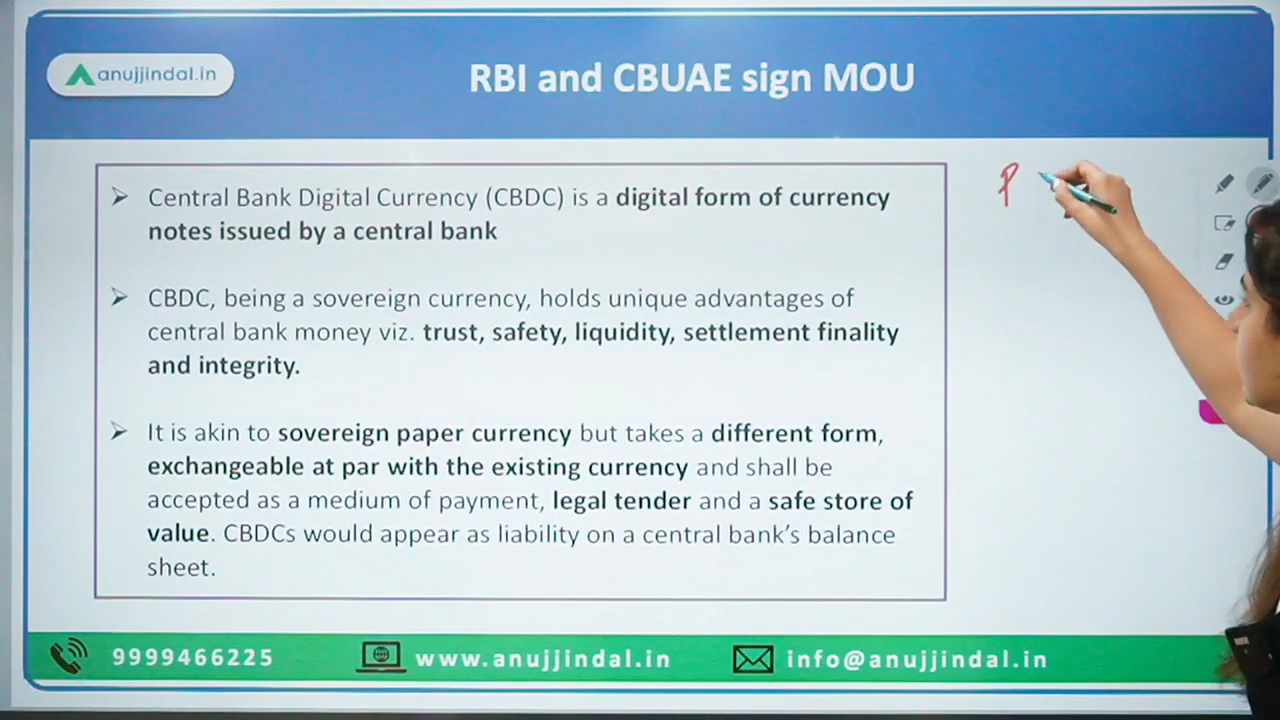 anujjindal.in
RBI and CBUAE sign MOU
➤ Central Bank Digital Currency (CBDC) is a digital form of currency
notes issued by a central bank
➤ CBDC, being a sovereign currency, holds unique advantages of
central bank money viz. trust, safety, liquidity, settlement finality
and integrity.
➤ It is akin to sovereign paper currency but takes a different form,
exchangeable at par with the existing currency and shall be
accepted as a medium of payment, legal tender and a safe store of
value. CBDCs would appear as liability on a central bank's balance
sheet.
P
9999466225
www.anujjindal.in
info@anujjindal.in